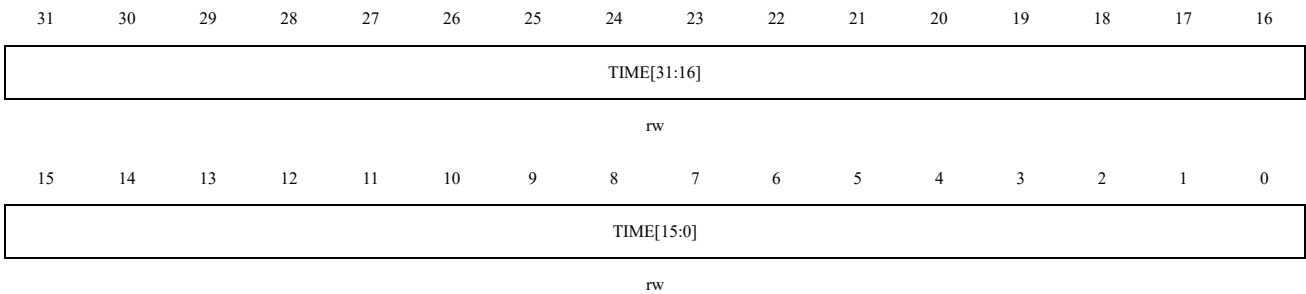 31 30 29 28 27 26 25 24 23 22 21 20 19 18 17 16
TIME[31:16]
rw
15 14 13 12 11 10 9 8 7 6 5 4 3 2 1 0
TIME[15:0]
rw